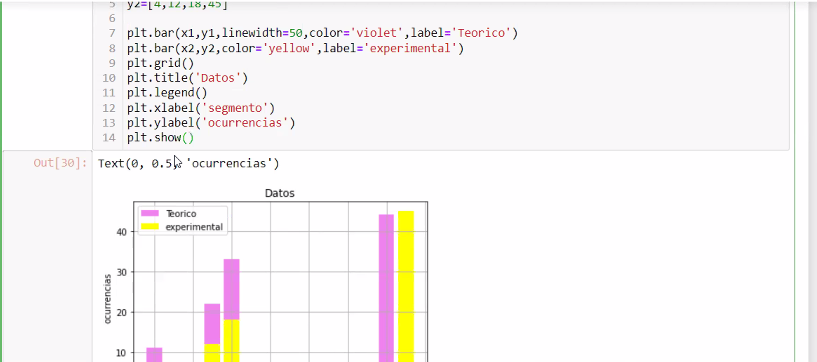 5 y2=[4,12,18,45]
6
7 plt.bar(x1,y1,linewidth=50,color='violet',label='Teorico')
8 plt.bar(x2,y2,color='yellow',label='experimental')
9 plt.grid()
10 plt.title('Datos')
11 plt.legend()
12 plt.xlabel('segmento')
13 plt.ylabel('ocurrencias')
14 plt.show()
Out[30]: Text(0, 0.5, 'ocurrencias')
Datos
Teorico
experimental
40
30
20
10
ocurrencias